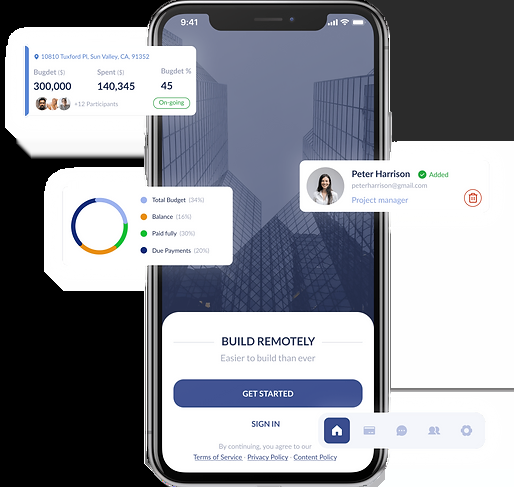 9:41
10810 Tuxford Pl, Sun Valley, CA, 91352
Bugdet ($) Spent ($) Bugdet %
300,000 140,345 45
+12 Participants On-going
Peter Harrison Added
peterharrison@gmail.com
Project manager
Total Budget (34%)
Balance (16%)
Paid fully (30%)
Due Payments (20%)
BUILD REMOTELY
Easier to build than ever
GET STARTED
SIGN IN
By continuing, you agree to our
Terms of Service · Privacy Policy · Content Policy